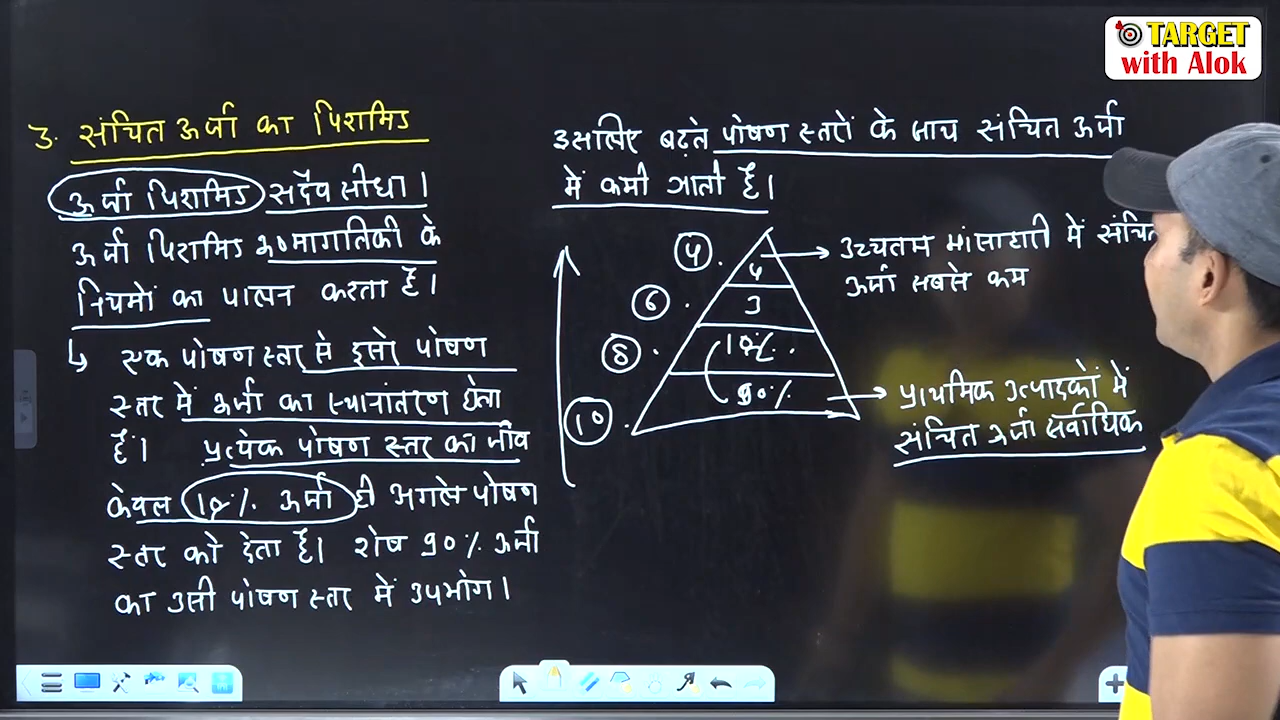 TARGET
with Alok
3. संचित ऊर्जा का पिरामिड
ऊर्जा पिरामिड सदैव सीधा।
ऊर्जा पिरामिड ऊष्मागतिकी के
नियमों का पालन करता है।
↳ एक पोषण स्तर से दूसरे पोषण
स्तर में ऊर्जा का स्थानांतरण होता
है। प्रत्येक पोषण स्तर का जीव
केवल 10% ऊर्जा ही अगले पोषण
स्तर को देता है। शेष 90% ऊर्जा
का उसी पोषण स्तर में उपभोग।
इसलिए बढ़ते पोषण स्तरों के साथ संचित ऊर्जा
में कमी आती है।
4
3
10%
90%
→ उच्चतम मांसाहारी में संचित
ऊर्जा सबसे कम
6
8
10
→ प्राथमिक उत्पादकों में
संचित ऊर्जा सर्वाधिक